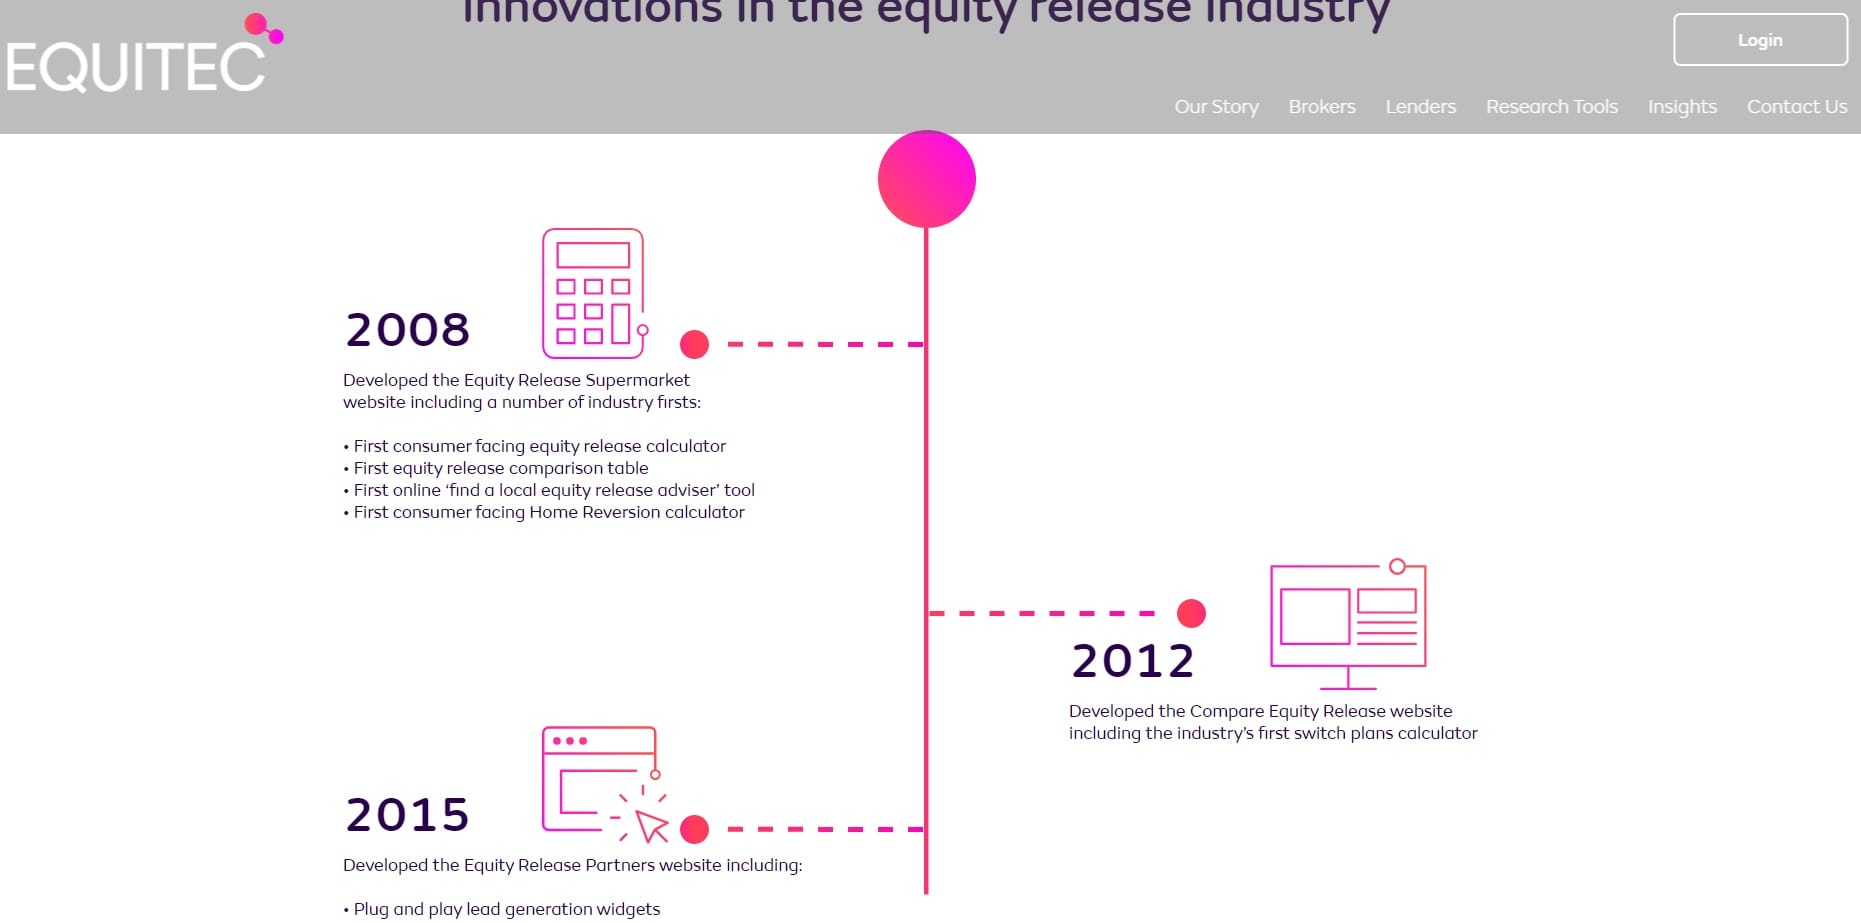 innovations in the equity release industry
EQUITEC
Login
Our Story Brokers Lenders Research Tools Insights Contact Us
2008
Developed the Equity Release Supermarket
website including a number of industry firsts:
• First consumer facing equity release calculator
• First equity release comparison table
• First online ‘find a local equity release adviser’ tool
• First consumer facing Home Reversion calculator
2012
Developed the Compare Equity Release website
including the industry’s first switch plans calculator
2015
Developed the Equity Release Partners website including:
• Plug and play lead generation widgets